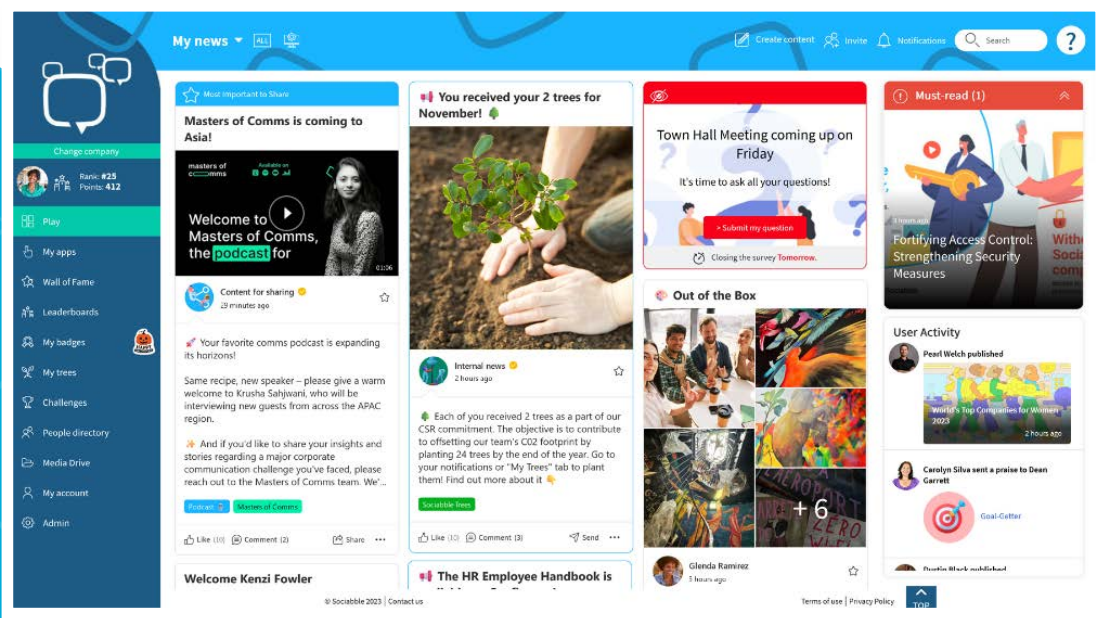 My news
ALL
Create content
Invite
Notifications
Search
?
Change company
Rank: #25
Points: 412
Play
My apps
Wall of Fame
Leaderboards
My badges
My trees
Challenges
People directory
Media Drive
My account
Admin
Most Important to Share
Masters of Comms is coming to
Asia!
masters of
comms
Available on
Welcome to
Masters of Comms,
the podcast for
01:06
Content for sharing
29 minutes ago
🚀 Your favorite comms podcast is expanding
its horizons!
Same recipe, new speaker – please give a warm
welcome to Krusha Sahjwani, who will be
interviewing new guests from across the APAC
region.
✨ And if you'd like to share your insights and
stories regarding a major corporate
communication challenge you've faced, please
reach out to the Masters of Comms team. We'...
Podcast
Masters of Comms
Like (10)
Comment (2)
Share
Welcome Kenzi Fowler
You received your 2 trees for
November! 🌳
Internal news
2 hours ago
🌲 Each of you received 2 trees as a part of our
CSR commitment. The objective is to contribute
to offsetting our team's C02 footprint by
planting 24 trees by the end of the year. Go to
your notifications or "My Trees" tab to plant
them! Find out more about it 👇
Sociabble Trees
Like (10)
Comment (3)
Send
The HR Employee Handbook is
Town Hall Meeting coming up on
Friday
It's time to ask all your questions!
> Submit my question
Closing the survey Tomorrow.
Out of the Box
ZERO
+ 6
Glenda Ramirez
3 hours ago
Must-read (1)
3 hours ago
Fortifying Access Control:
Strengthening Security
Measures
User Activity
Pearl Welch published
World's Top Companies for Women
2023
2 hours ago
Carolyn Silva sent a praise to Dean
Garrett
Goal-Getter
Dustin Black published
© Sociabble 2023 | Contact us
Terms of use | Privacy Policy
TOP